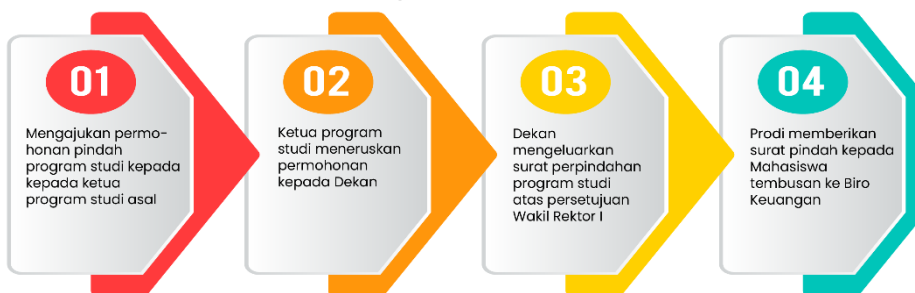 01
Mengajukan permo-
honan pindah
program studi kepada
kepada ketua
program studi asal
02
Ketua program
studi meneruskan
permohonan
kepada Dekan
03
Dekan
mengeluarkan
surat perpindahan
program studi
atas persetujuan
Wakil Rektor I
04
Prodi memberikan
surat pindah kepada
Mahasiswa
tembusan ke Biro
Keuangan